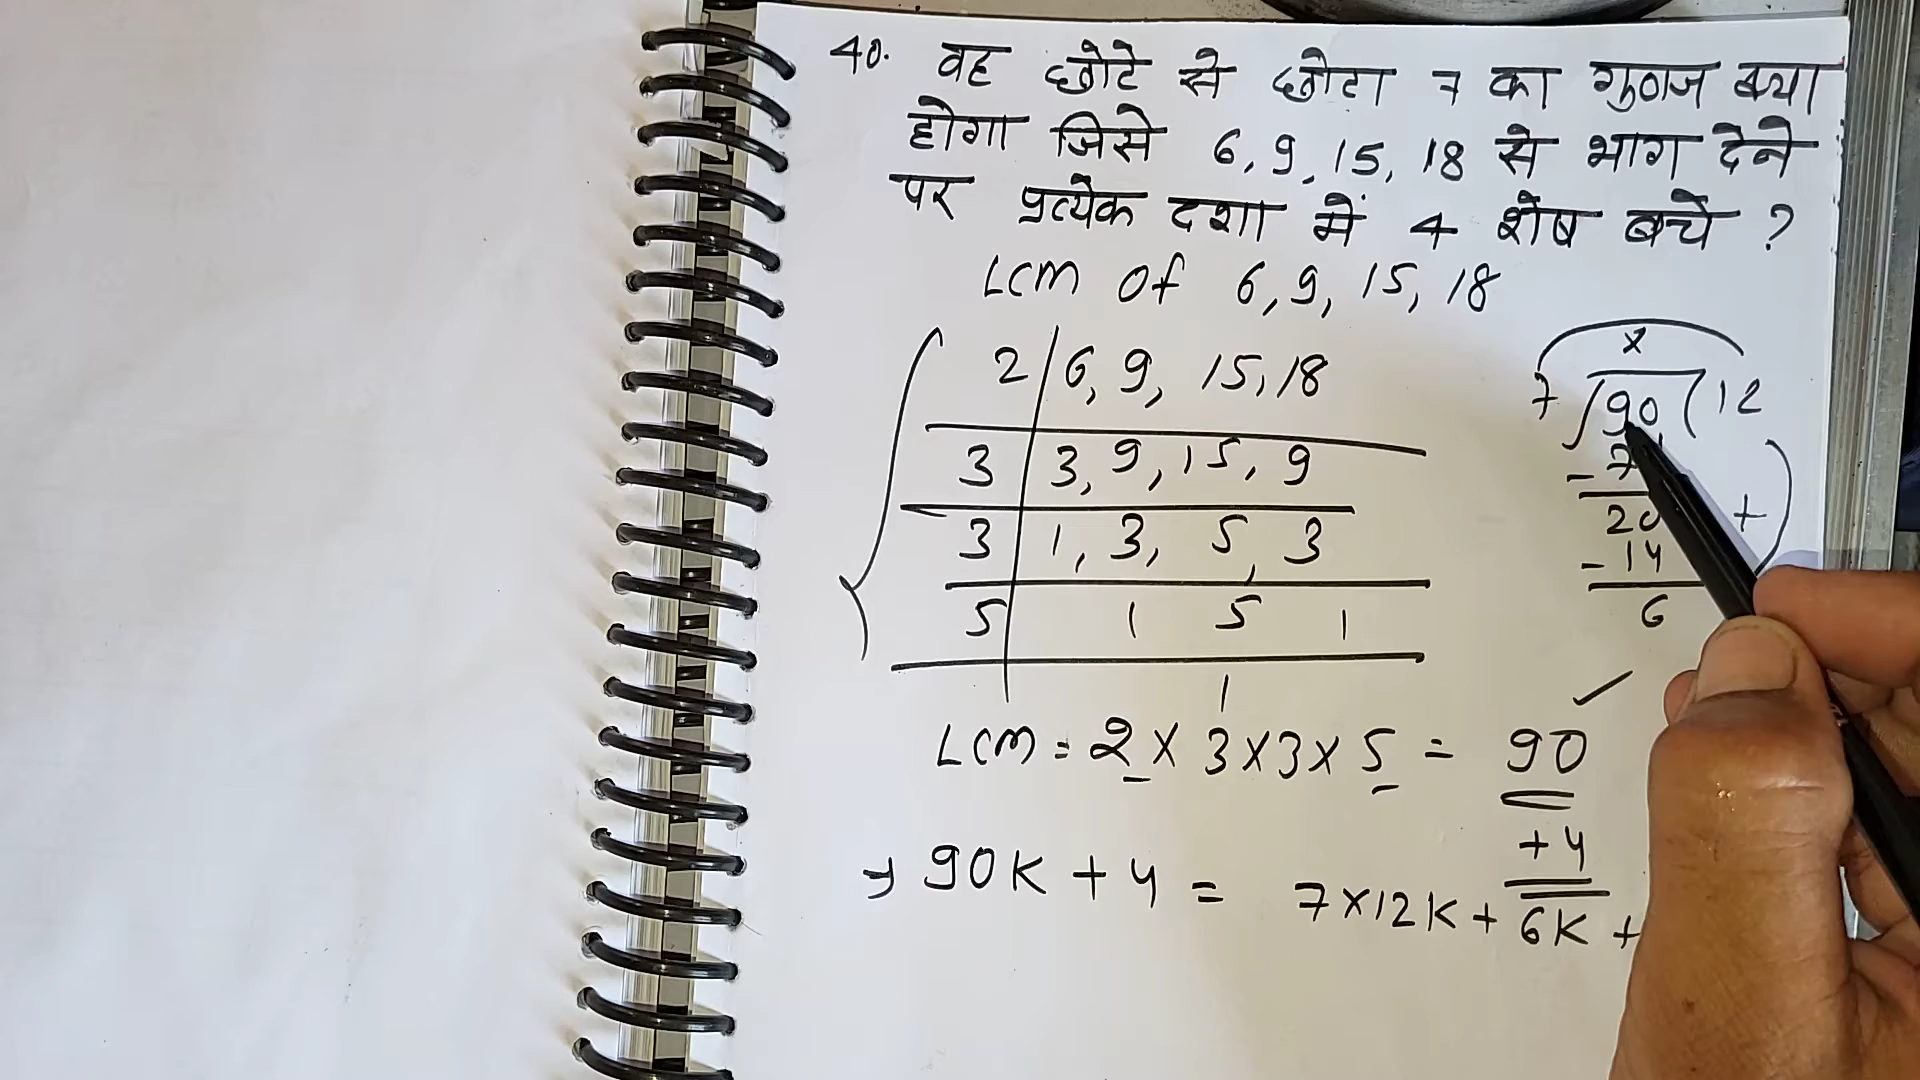 40. वह छोटे से छोटा 7 का गुणज क्या
होगा जिसे 6, 9, 15, 18 से भाग देने
पर प्रत्येक दशा में 4 शेष बचे ?
LCM of 6, 9, 15, 18
2 | 6, 9, 15, 18
3 | 3, 9, 15, 9
3 | 1, 3, 5, 3
5 | 1 5 1
1
x
7 ) 90 ( 12
- 7
20 +
- 14
6
LCM = 2 x 3 x 3 x 5 = 90 ✓
+ 4
→ 90K + 4 = 7 x 12K + 6K +